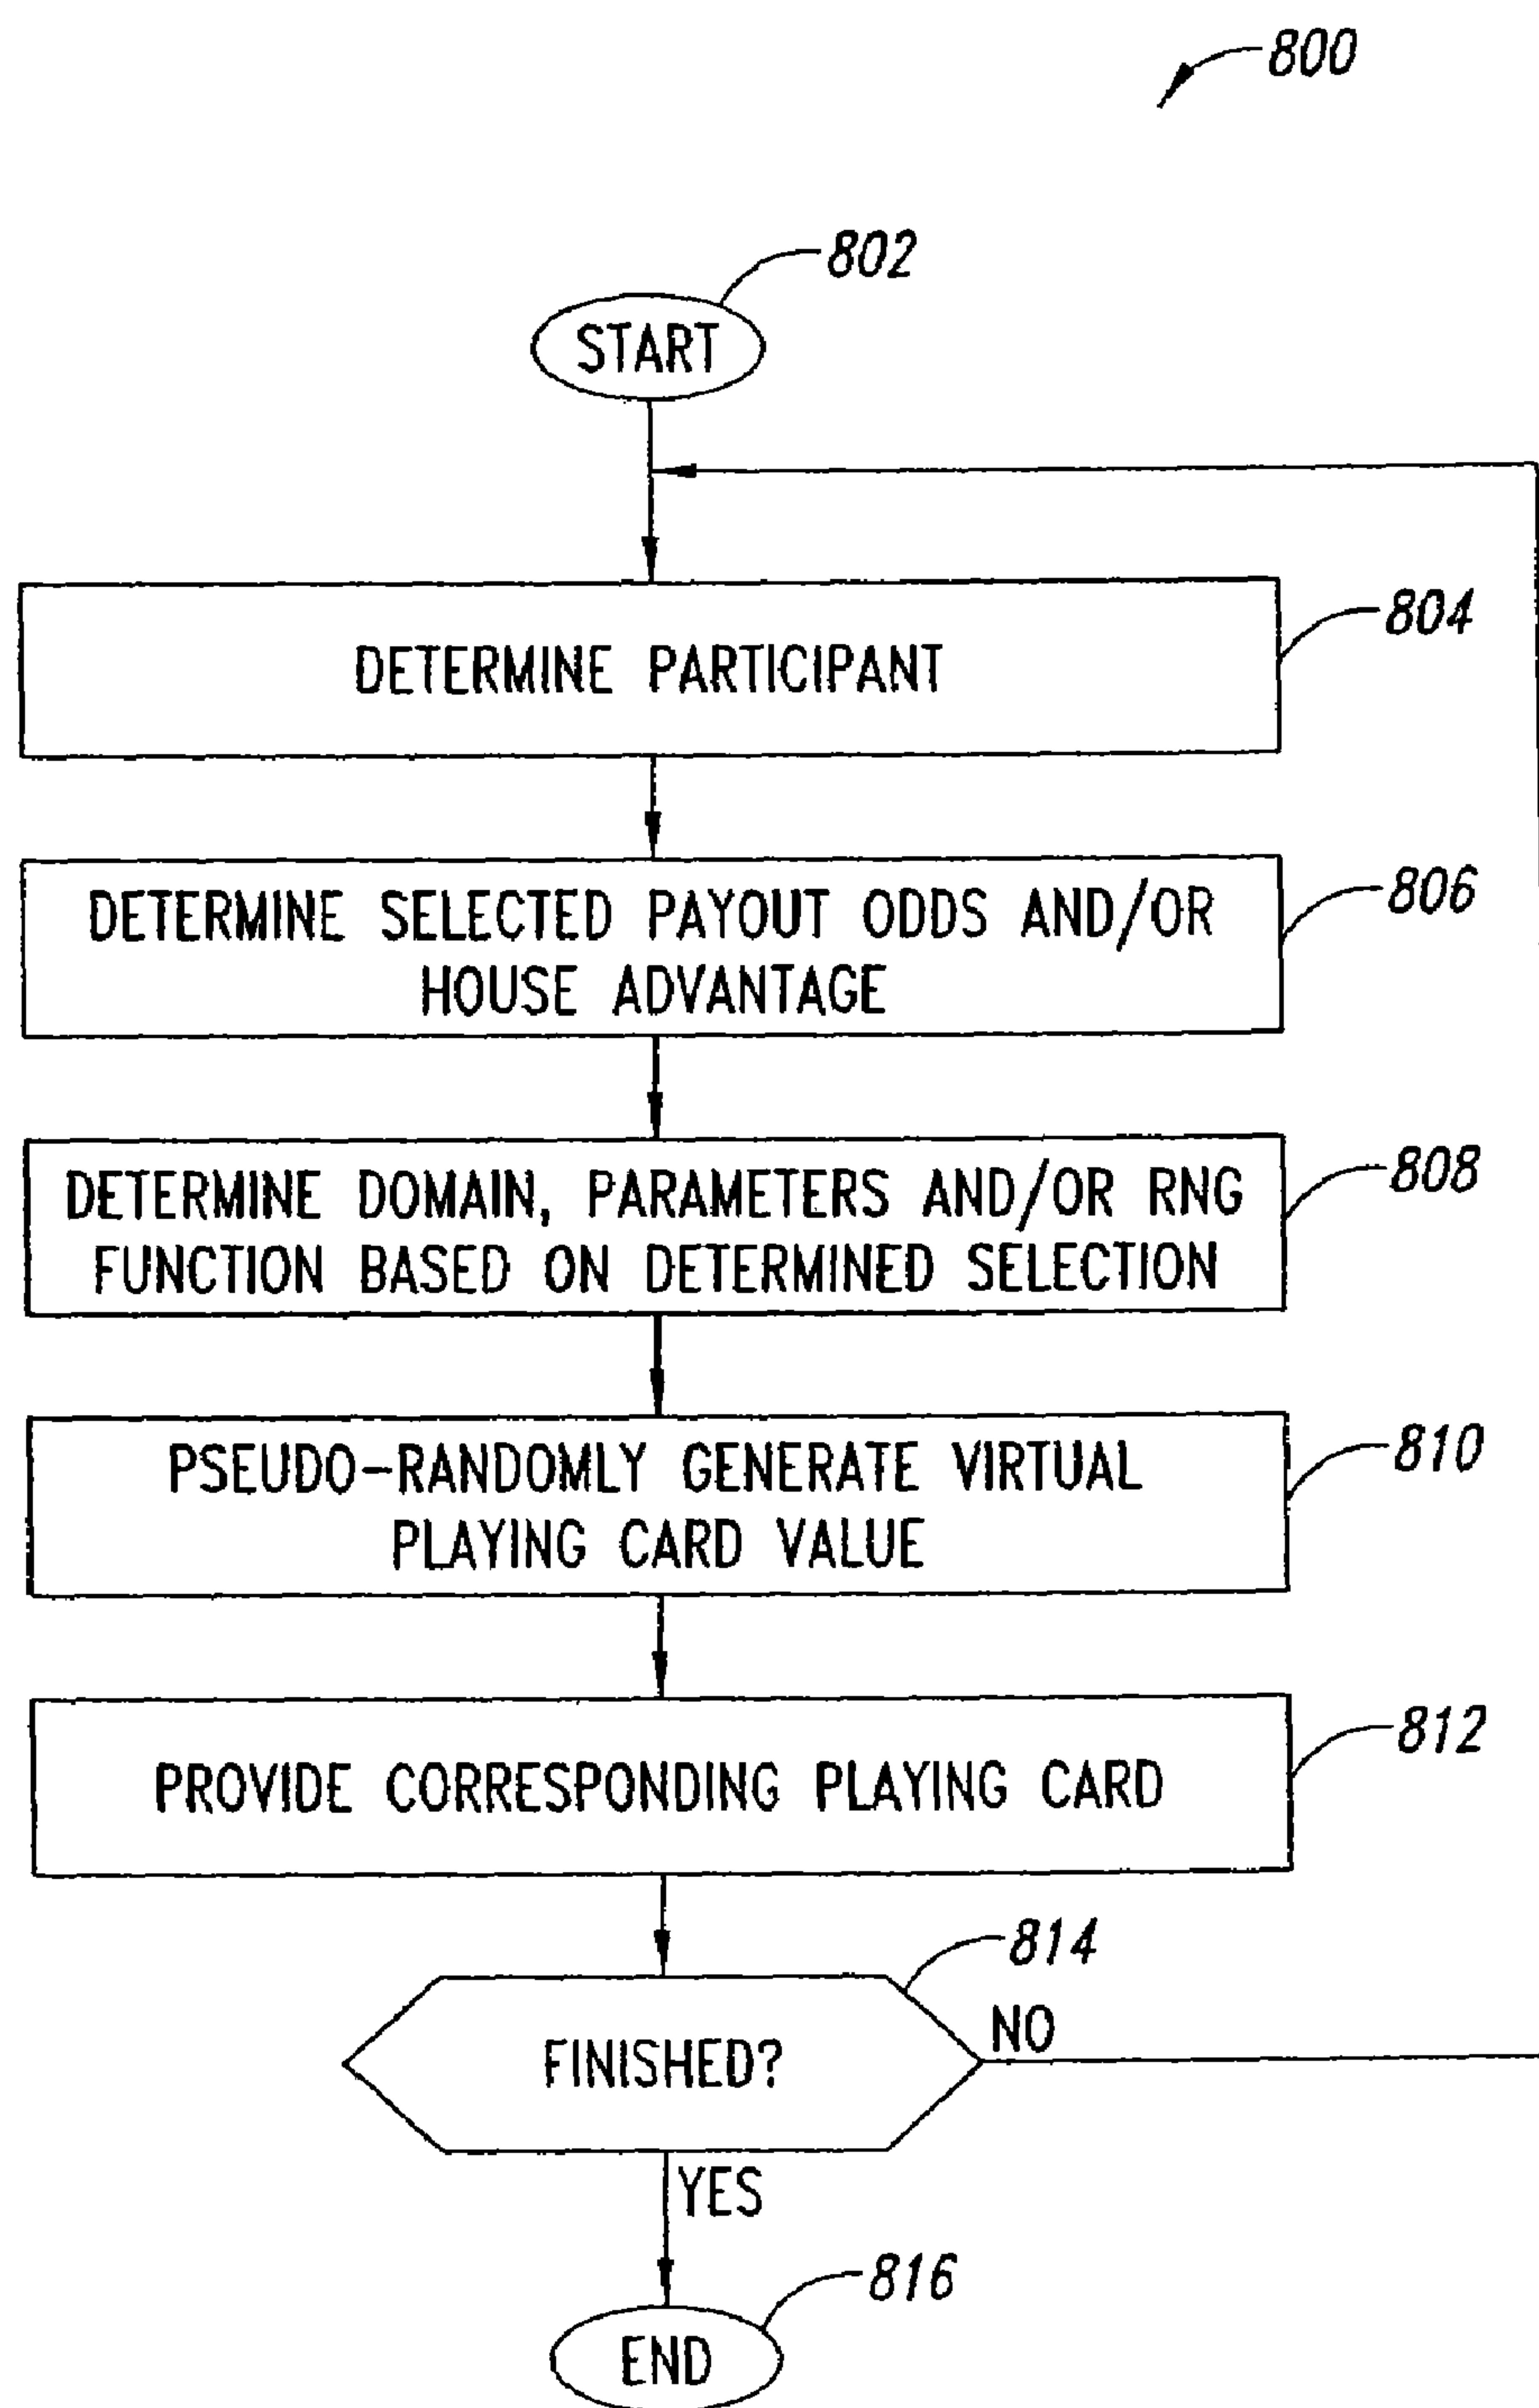 800
802
START
804
DETERMINE PARTICIPANT
806
DETERMINE SELECTED PAYOUT ODDS AND/OR
HOUSE ADVANTAGE
808
DETERMINE DOMAIN, PARAMETERS AND/OR RNG
FUNCTION BASED ON DETERMINED SELECTION
810
PSEUDO-RANDOMLY GENERATE VIRTUAL
PLAYING CARD VALUE
812
PROVIDE CORRESPONDING PLAYING CARD
814
NO
FINISHED?
YES
816
END